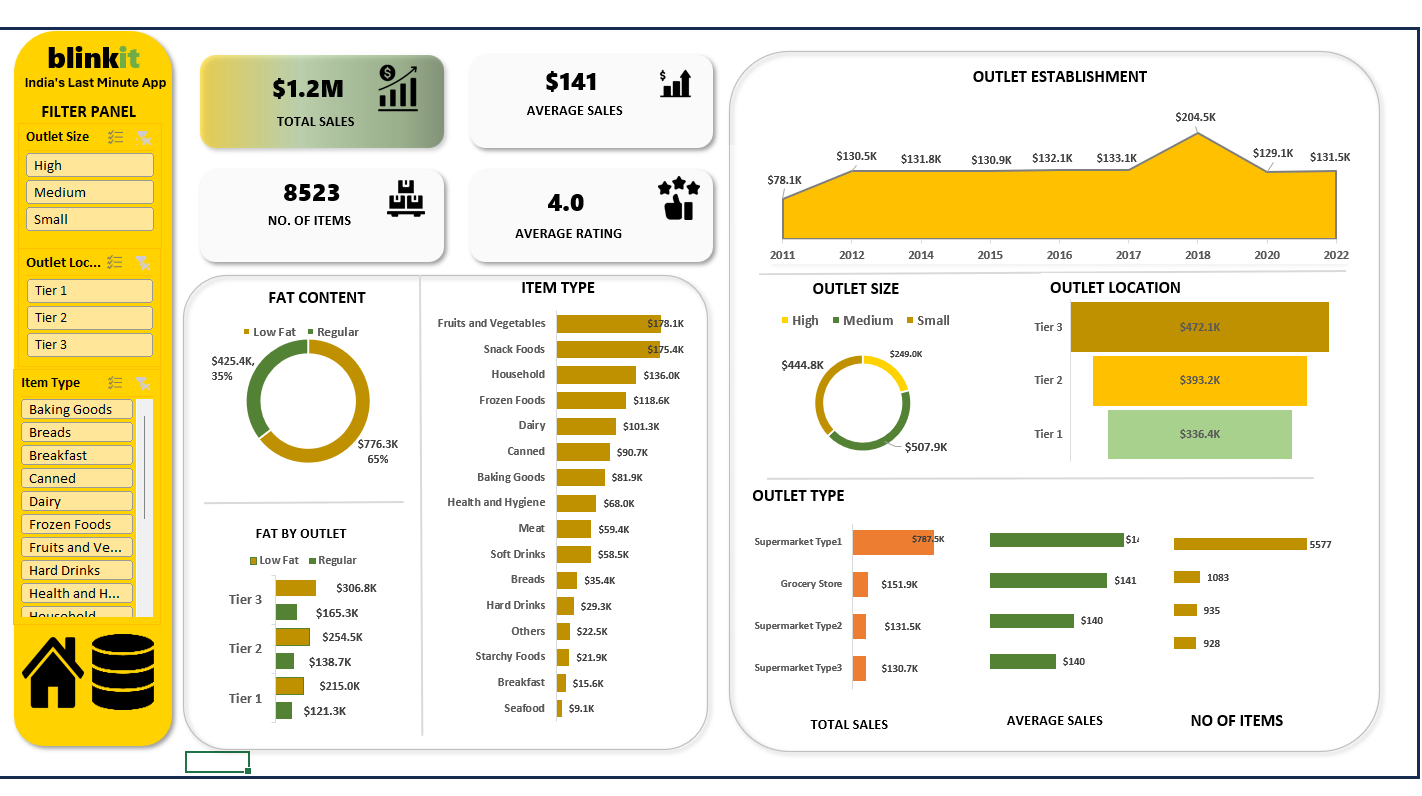 blinkit
India's Last Minute App
FILTER PANEL
Outlet Size
High
Medium
Small
Outlet Loc...
Tier 1
Tier 2
Tier 3
Item Type
Baking Goods
Breads
Breakfast
Canned
Dairy
Frozen Foods
Fruits and Ve...
Hard Drinks
Health and H...
Household
$1.2M
TOTAL SALES
$141
AVERAGE SALES
8523
NO. OF ITEMS
4.0
AVERAGE RATING
FAT CONTENT
Low Fat Regular
$425.4K,
35%
$776.3K
65%
FAT BY OUTLET
Low Fat Regular
Tier 3
$306.8K
$165.3K
Tier 2
$254.5K
$138.7K
Tier 1
$215.0K
$121.3K
ITEM TYPE
Fruits and Vegetables $178.1K
Snack Foods $175.4K
Household $136.0K
Frozen Foods $118.6K
Dairy $101.3K
Canned $90.7K
Baking Goods $81.9K
Health and Hygiene $68.0K
Meat $59.4K
Soft Drinks $58.5K
Breads $35.4K
Hard Drinks $29.3K
Others $22.5K
Starchy Foods $21.9K
Breakfast $15.6K
Seafood $9.1K
OUTLET ESTABLISHMENT
$78.1K $130.5K $131.8K $130.9K $132.1K $133.1K $204.5K $129.1K $131.5K
2011 2012 2014 2015 2016 2017 2018 2020 2022
OUTLET SIZE
High Medium Small
$444.8K
$249.0K
$507.9K
OUTLET LOCATION
Tier 3 $472.1K
Tier 2 $393.2K
Tier 1 $336.4K
OUTLET TYPE
Supermarket Type1 $787.5K
Grocery Store $151.9K
Supermarket Type2 $131.5K
Supermarket Type3 $130.7K
TOTAL SALES
$141
$140
$140
AVERAGE SALES
5577
1083
935
928
NO OF ITEMS